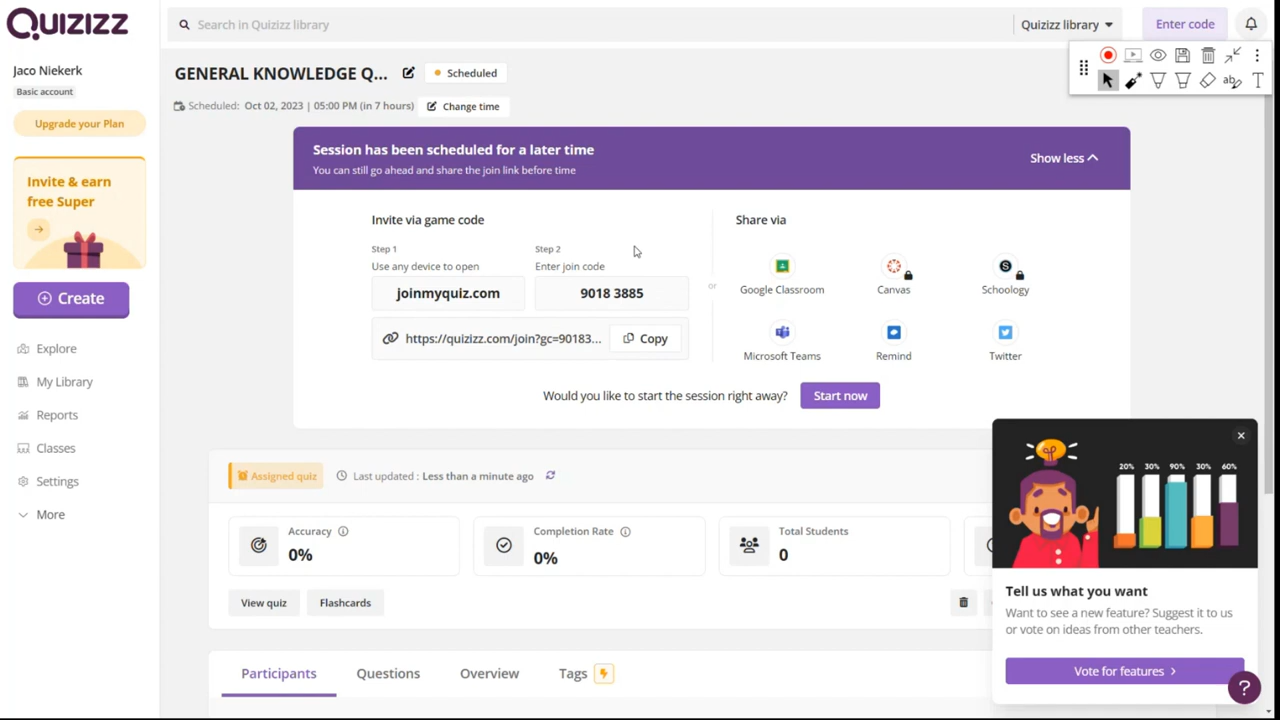 QUIZIZZ
Search in Quizizz library
Quizizz library
Enter code
Jaco Niekerk
Basic account
Upgrade your Plan
Invite & earn
free Super
Create
Explore
My Library
Reports
Classes
Settings
More
GENERAL KNOWLEDGE Q...
Scheduled
Scheduled: Oct 02, 2023 | 05:00 PM (in 7 hours)
Change time
Session has been scheduled for a later time
You can still go ahead and share the join link before time
Show less
Invite via game code
Step 1
Use any device to open
joinmyquiz.com
Step 2
Enter join code
9018 3885
https://quizizz.com/join?gc=90183...
Copy
or
Share via
Google Classroom
Canvas
Schoology
Microsoft Teams
Remind
Twitter
Would you like to start the session right away?
Start now
Assigned quiz
Last updated : Less than a minute ago
Accuracy
0%
Completion Rate
0%
Total Students
0
View quiz
Flashcards
Participants
Questions
Overview
Tags
20% 30% 90% 30% 60%
Tell us what you want
Want to see a new feature? Suggest it to us
or vote on ideas from other teachers.
Vote for features
?